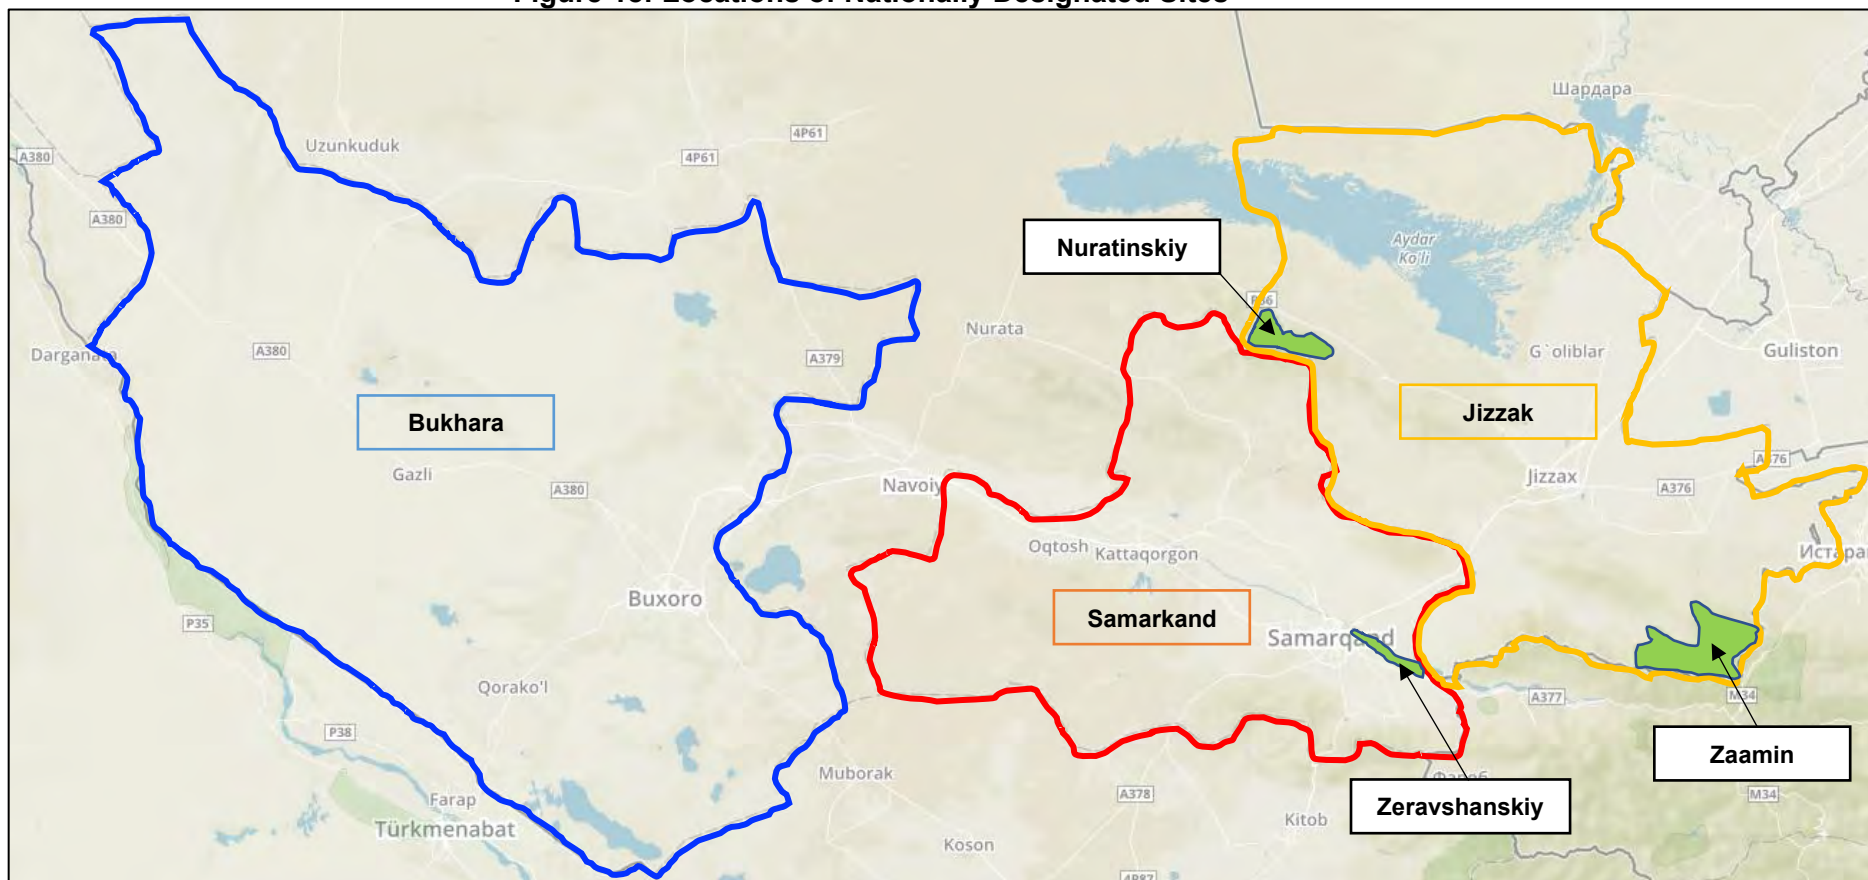 Шардара
4P61
Uzunkuduk
A380
4P61
A380
Nuratinskiy
Aydar
Ko'li
Nurata
Darganata
A380
A379
G`oliblar
Guliston
Bukhara
Jizzak
Gazli
A380
Navoiy
Jizzax
A376
A376
Oqtosh
Kattaqorgon
Buxoro
P35
Samarkand
Samarqand
Qorako'l
A377
M34
P38
Zaamin
Muborak
Farap
A378
Zeravshanskiy
M34
Türkmenabat
Kitob
Koson
4P87